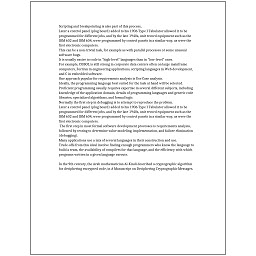 Scripting and breakpointing is also part of this process.
Later a control panel (plug board) added to his 1906 Type I Tabulator allowed it to be
programmed for different jobs, and by the late 1940s, unit record equipment such as the
IBM 602 and IBM 604, were programmed by control panels in a similar way, as were the
first electronic computers.
This can be a non-trivial task, for example as with parallel processes or some unusual
software bugs.
It is usually easier to code in "high-level" languages than in "low-level" ones.
For example, COBOL is still strong in corporate data centers often on large mainframe
computers, Fortran in engineering applications, scripting languages in Web development,
and C in embedded software.
One approach popular for requirements analysis is Use Case analysis.
Ideally, the programming language best suited for the task at hand will be selected.
Proficient programming usually requires expertise in several different subjects, including
knowledge of the application domain, details of programming languages and generic code
libraries, specialized algorithms, and formal logic.
Normally the first step in debugging is to attempt to reproduce the problem.
Later a control panel (plug board) added to his 1906 Type I Tabulator allowed it to be
programmed for different jobs, and by the late 1940s, unit record equipment such as the
IBM 602 and IBM 604, were programmed by control panels in a similar way, as were the
first electronic computers.
The first step in most formal software development processes is requirements analysis,
followed by testing to determine value modeling, implementation, and failure elimination
(debugging).
Many applications use a mix of several languages in their construction and use.
Trade-offs from this ideal involve finding enough programmers who know the language to
build a team, the availability of compilers for that language, and the efficiency with which
programs written in a given language execute.
In the 9th century, the Arab mathematician Al-Kindi described a cryptographic algorithm
for deciphering encrypted code, in A Manuscript on Deciphering Cryptographic Messages.